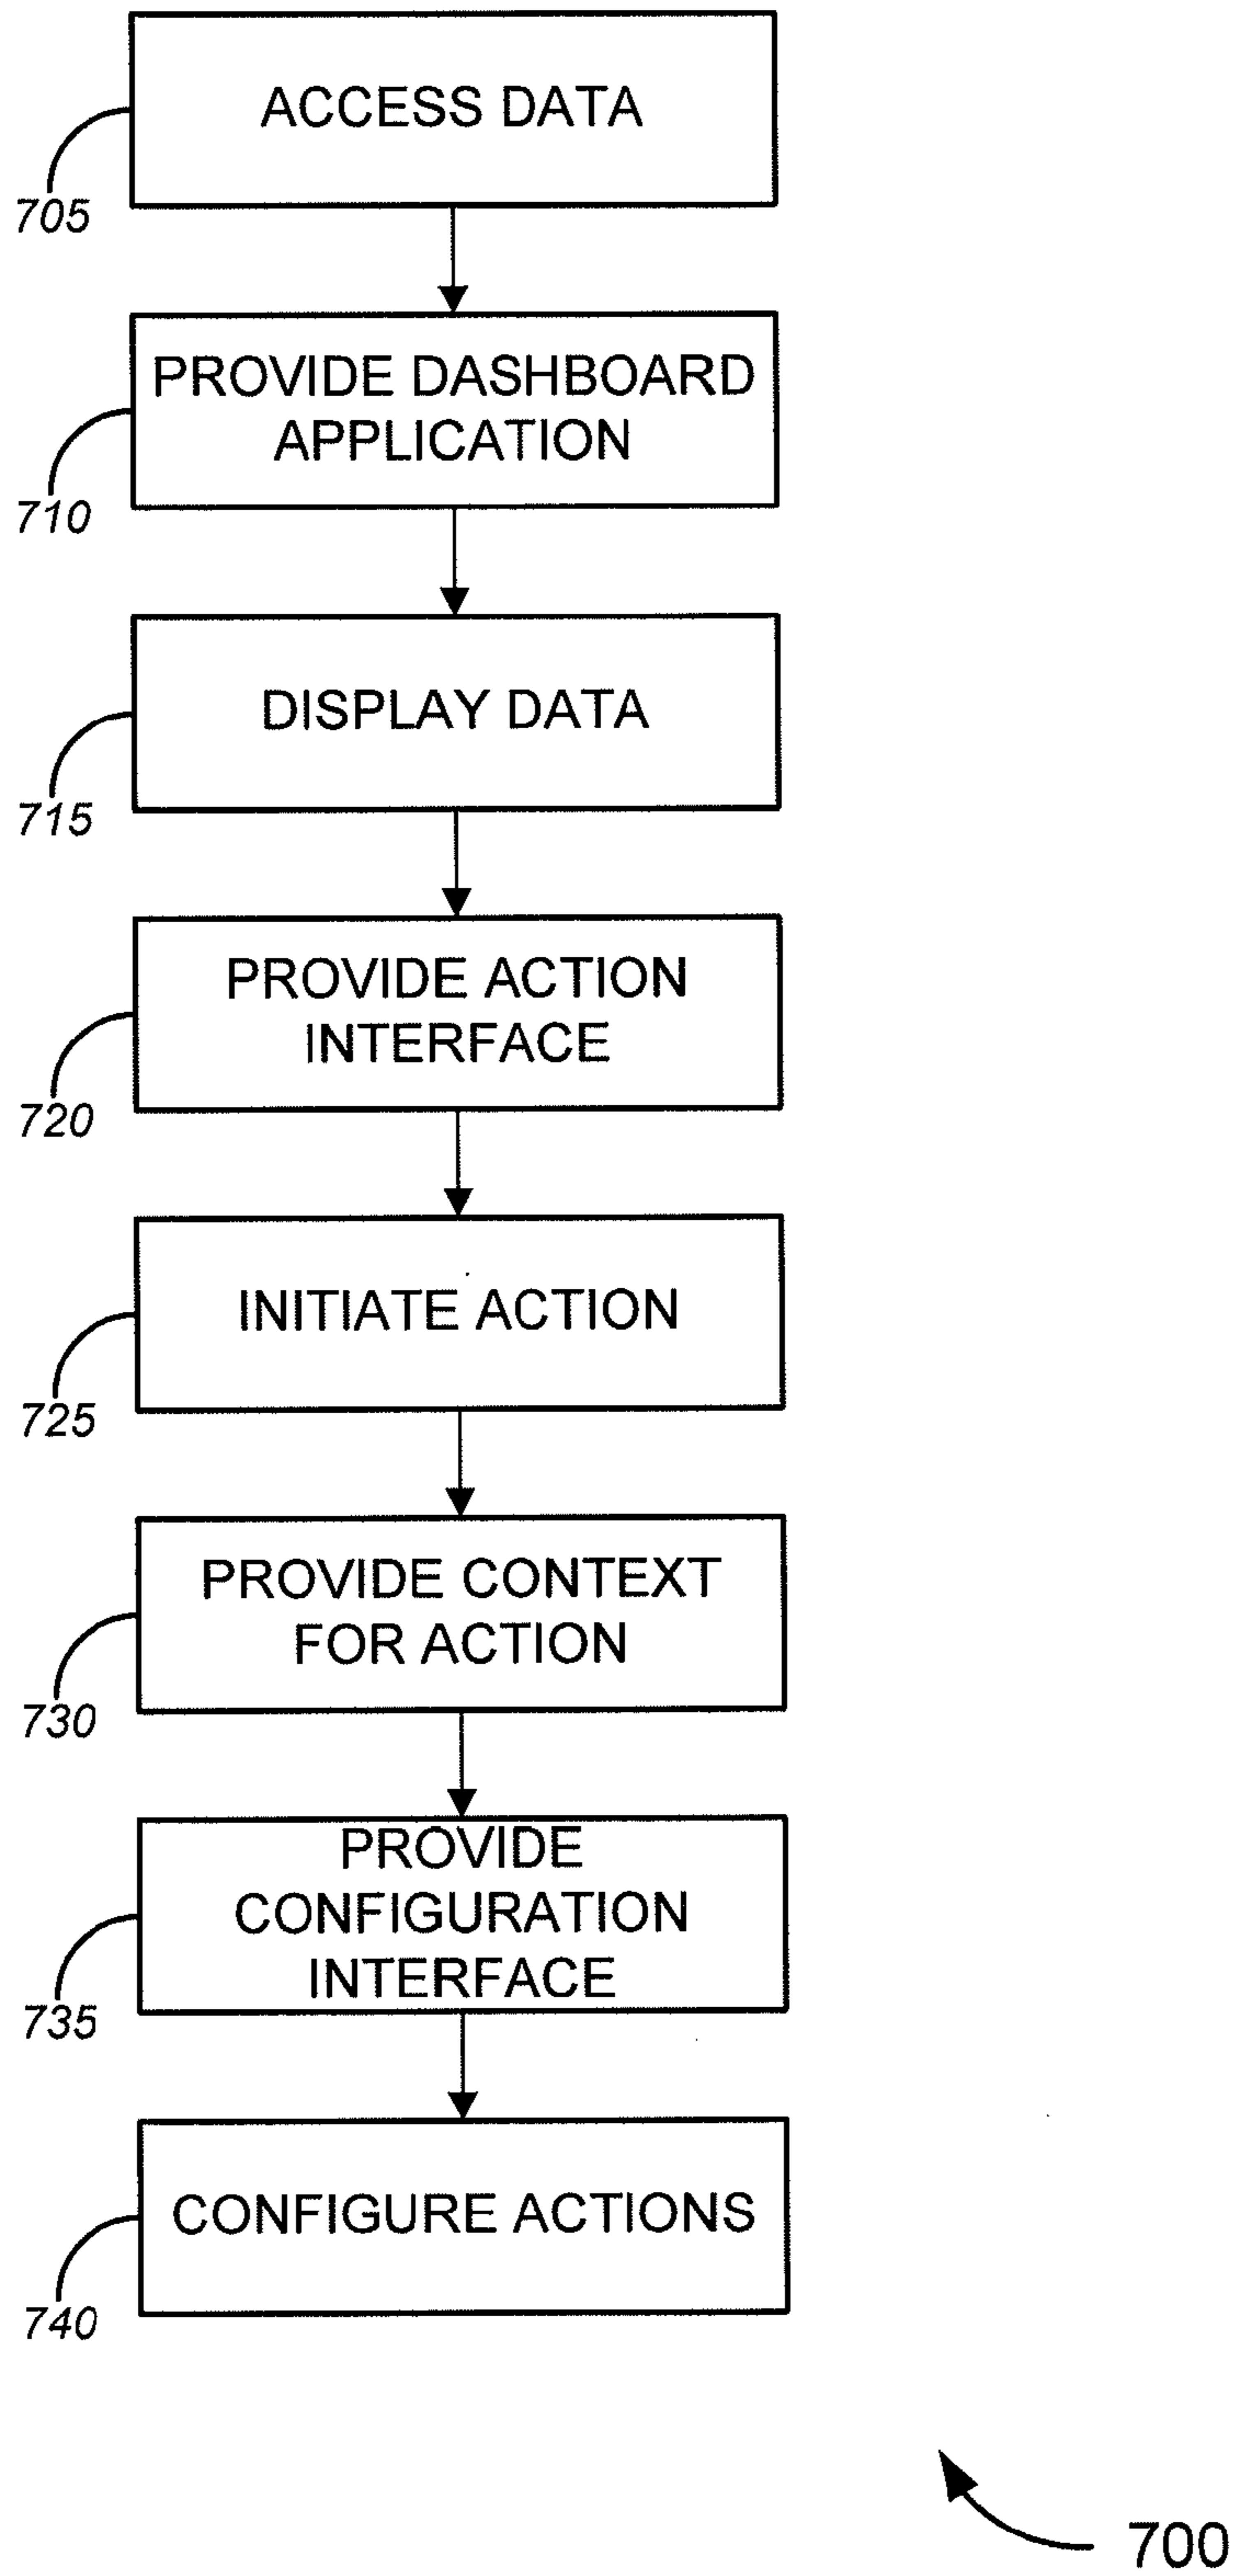 ACCESS DATA
705
PROVIDE DASHBOARD
APPLICATION
710
DISPLAY DATA
715
PROVIDE ACTION
INTERFACE
720
INITIATE ACTION
725
PROVIDE CONTEXT
FOR ACTION
730
PROVIDE
CONFIGURATION
INTERFACE
735
CONFIGURE ACTIONS
740
700